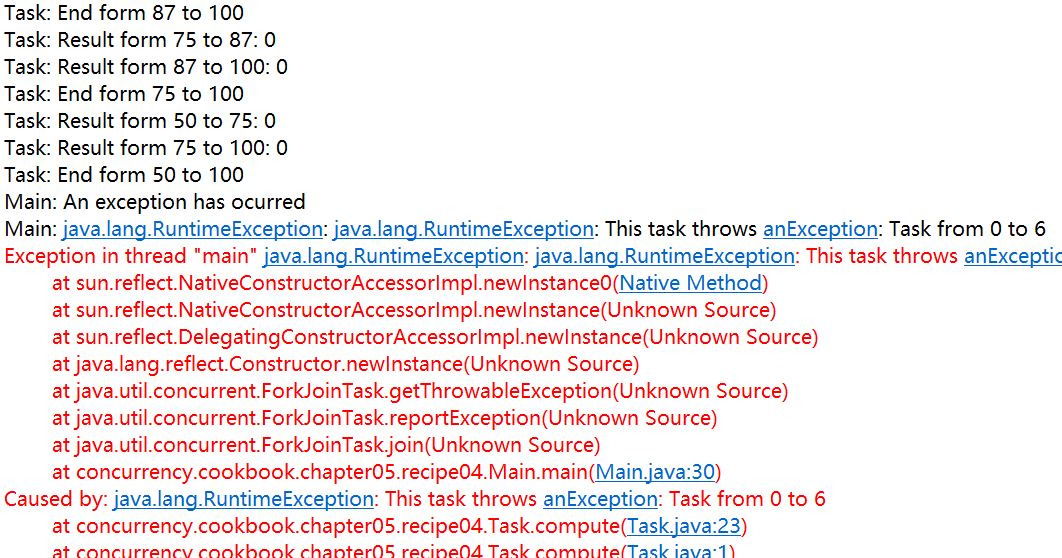 Task: End form 87 to 100
Task: Result form 75 to 87: 0
Task: Result form 87 to 100: 0
Task: End form 75 to 100
Task: Result form 50 to 75: 0
Task: Result form 75 to 100: 0
Task: End form 50 to 100
Main: An exception has ocurred
Main: java.lang.RuntimeException: java.lang.RuntimeException: This task throws anException: Task from 0 to 6
Exception in thread "main" java.lang.RuntimeException: java.lang.RuntimeException: This task throws anExceptio
at sun.reflect.NativeConstructorAccessorImpl.newInstance0(Native Method)
at sun.reflect.NativeConstructorAccessorImpl.newInstance(Unknown Source)
at sun.reflect.DelegatingConstructorAccessorImpl.newInstance(Unknown Source)
at java.lang.reflect.Constructor.newInstance(Unknown Source)
at java.util.concurrent.ForkJoinTask.getThrowableException(Unknown Source)
at java.util.concurrent.ForkJoinTask.reportException(Unknown Source)
at java.util.concurrent.ForkJoinTask.join(Unknown Source)
at concurrency.cookbook.chapter05.recipe04.Main.main(Main.java:30)
Caused by: java.lang.RuntimeException: This task throws anException: Task from 0 to 6
at concurrency.cookbook.chapter05.recipe04.Task.compute(Task.java:23)
at concurrency.cookbook.chapter05.recipe04.Task.compute(Task.java:1)